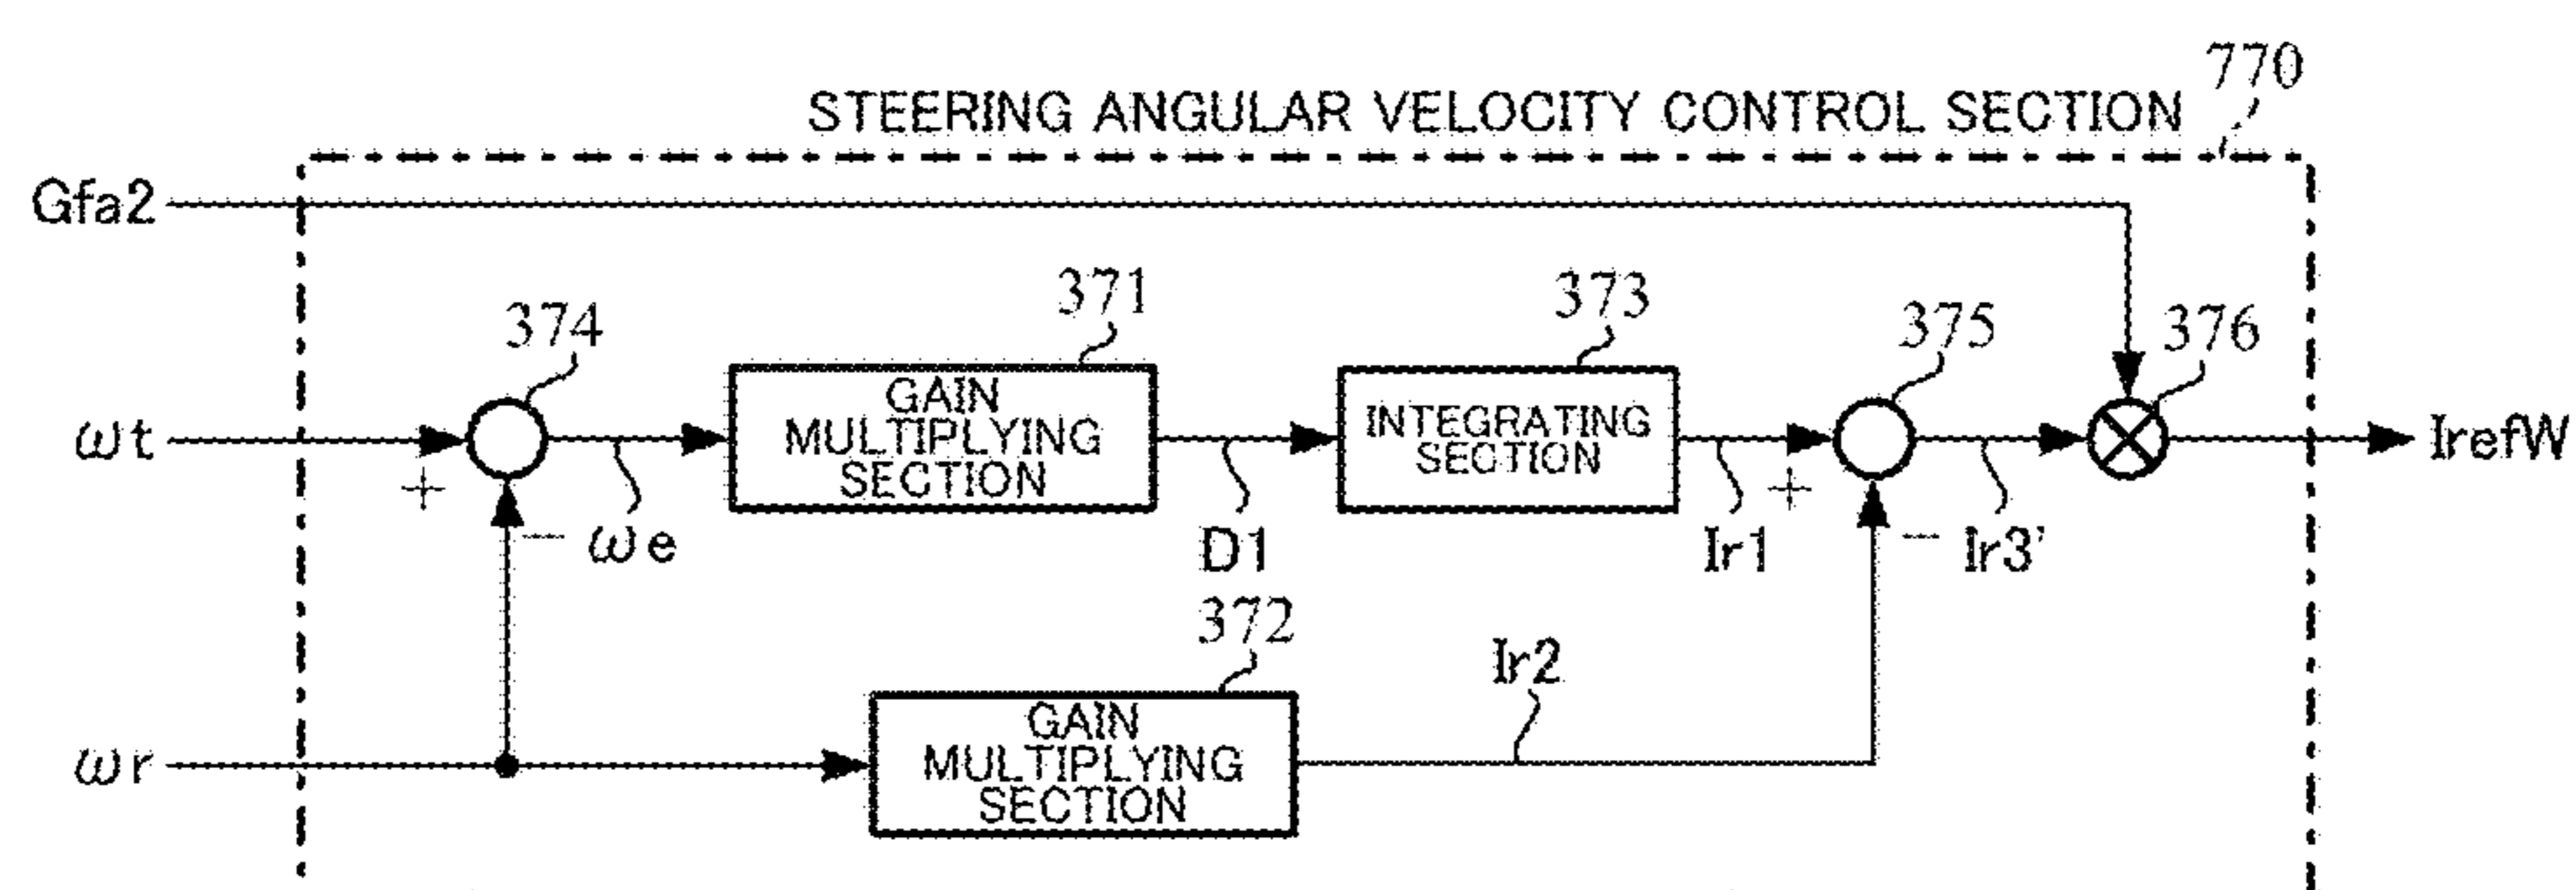 770
STEERING ANGULAR VELOCITY CONTROL SECTION
Gfa2
374
371
373
375
376
ωt
+
−
ωe
GAIN
MULTIPLYING
SECTION
D1
INTEGRATING
SECTION
Ir1
+
−
Ir3'
IrefW
372
Ir2
ωr
GAIN
MULTIPLYING
SECTION